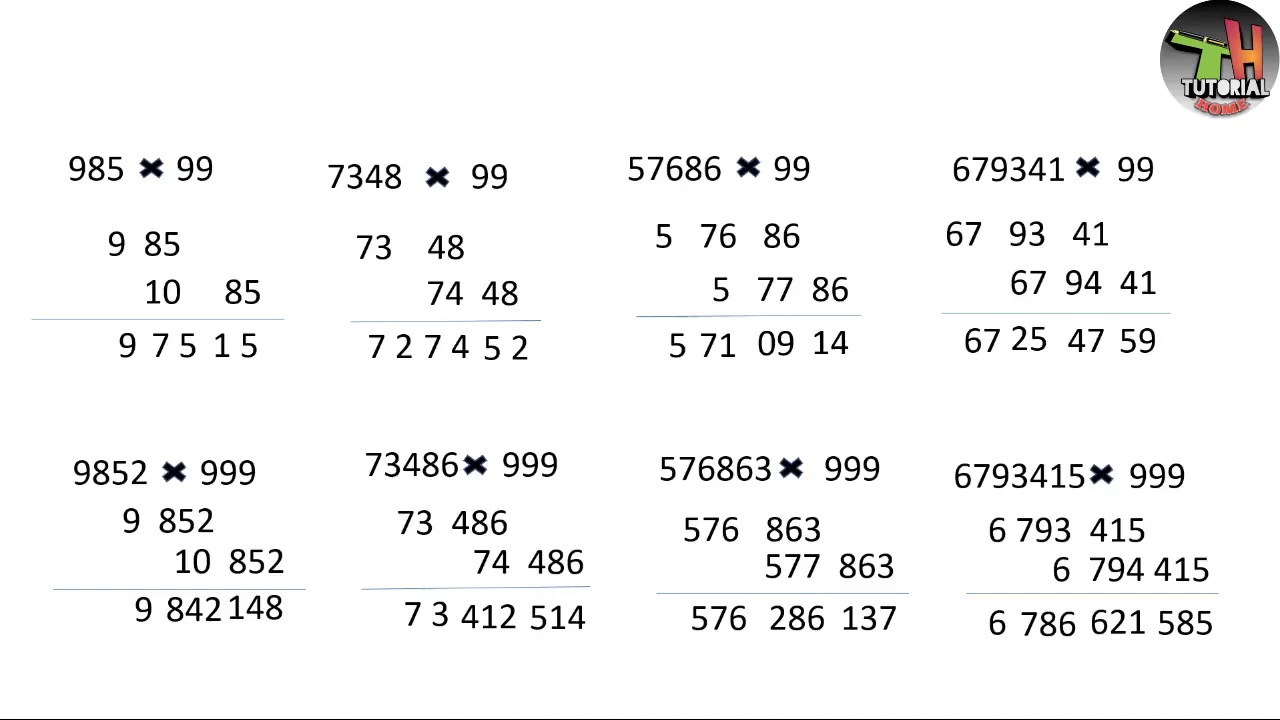 TH
TUTORIAL
HOME
985 ✖ 99
9 85
10 85
9 7 5 1 5
7348 ✖ 99
73 48
74 48
7 2 7 4 5 2
57686 ✖ 99
5 76 86
5 77 86
5 71 09 14
679341 ✖ 99
67 93 41
67 94 41
67 25 47 59
9852 ✖ 999
9 852
10 852
9 842 148
73486 ✖ 999
73 486
74 486
7 3 412 514
576863 ✖ 999
576 863
577 863
576 286 137
6793415 ✖ 999
6 793 415
6 794 415
6 786 621 585